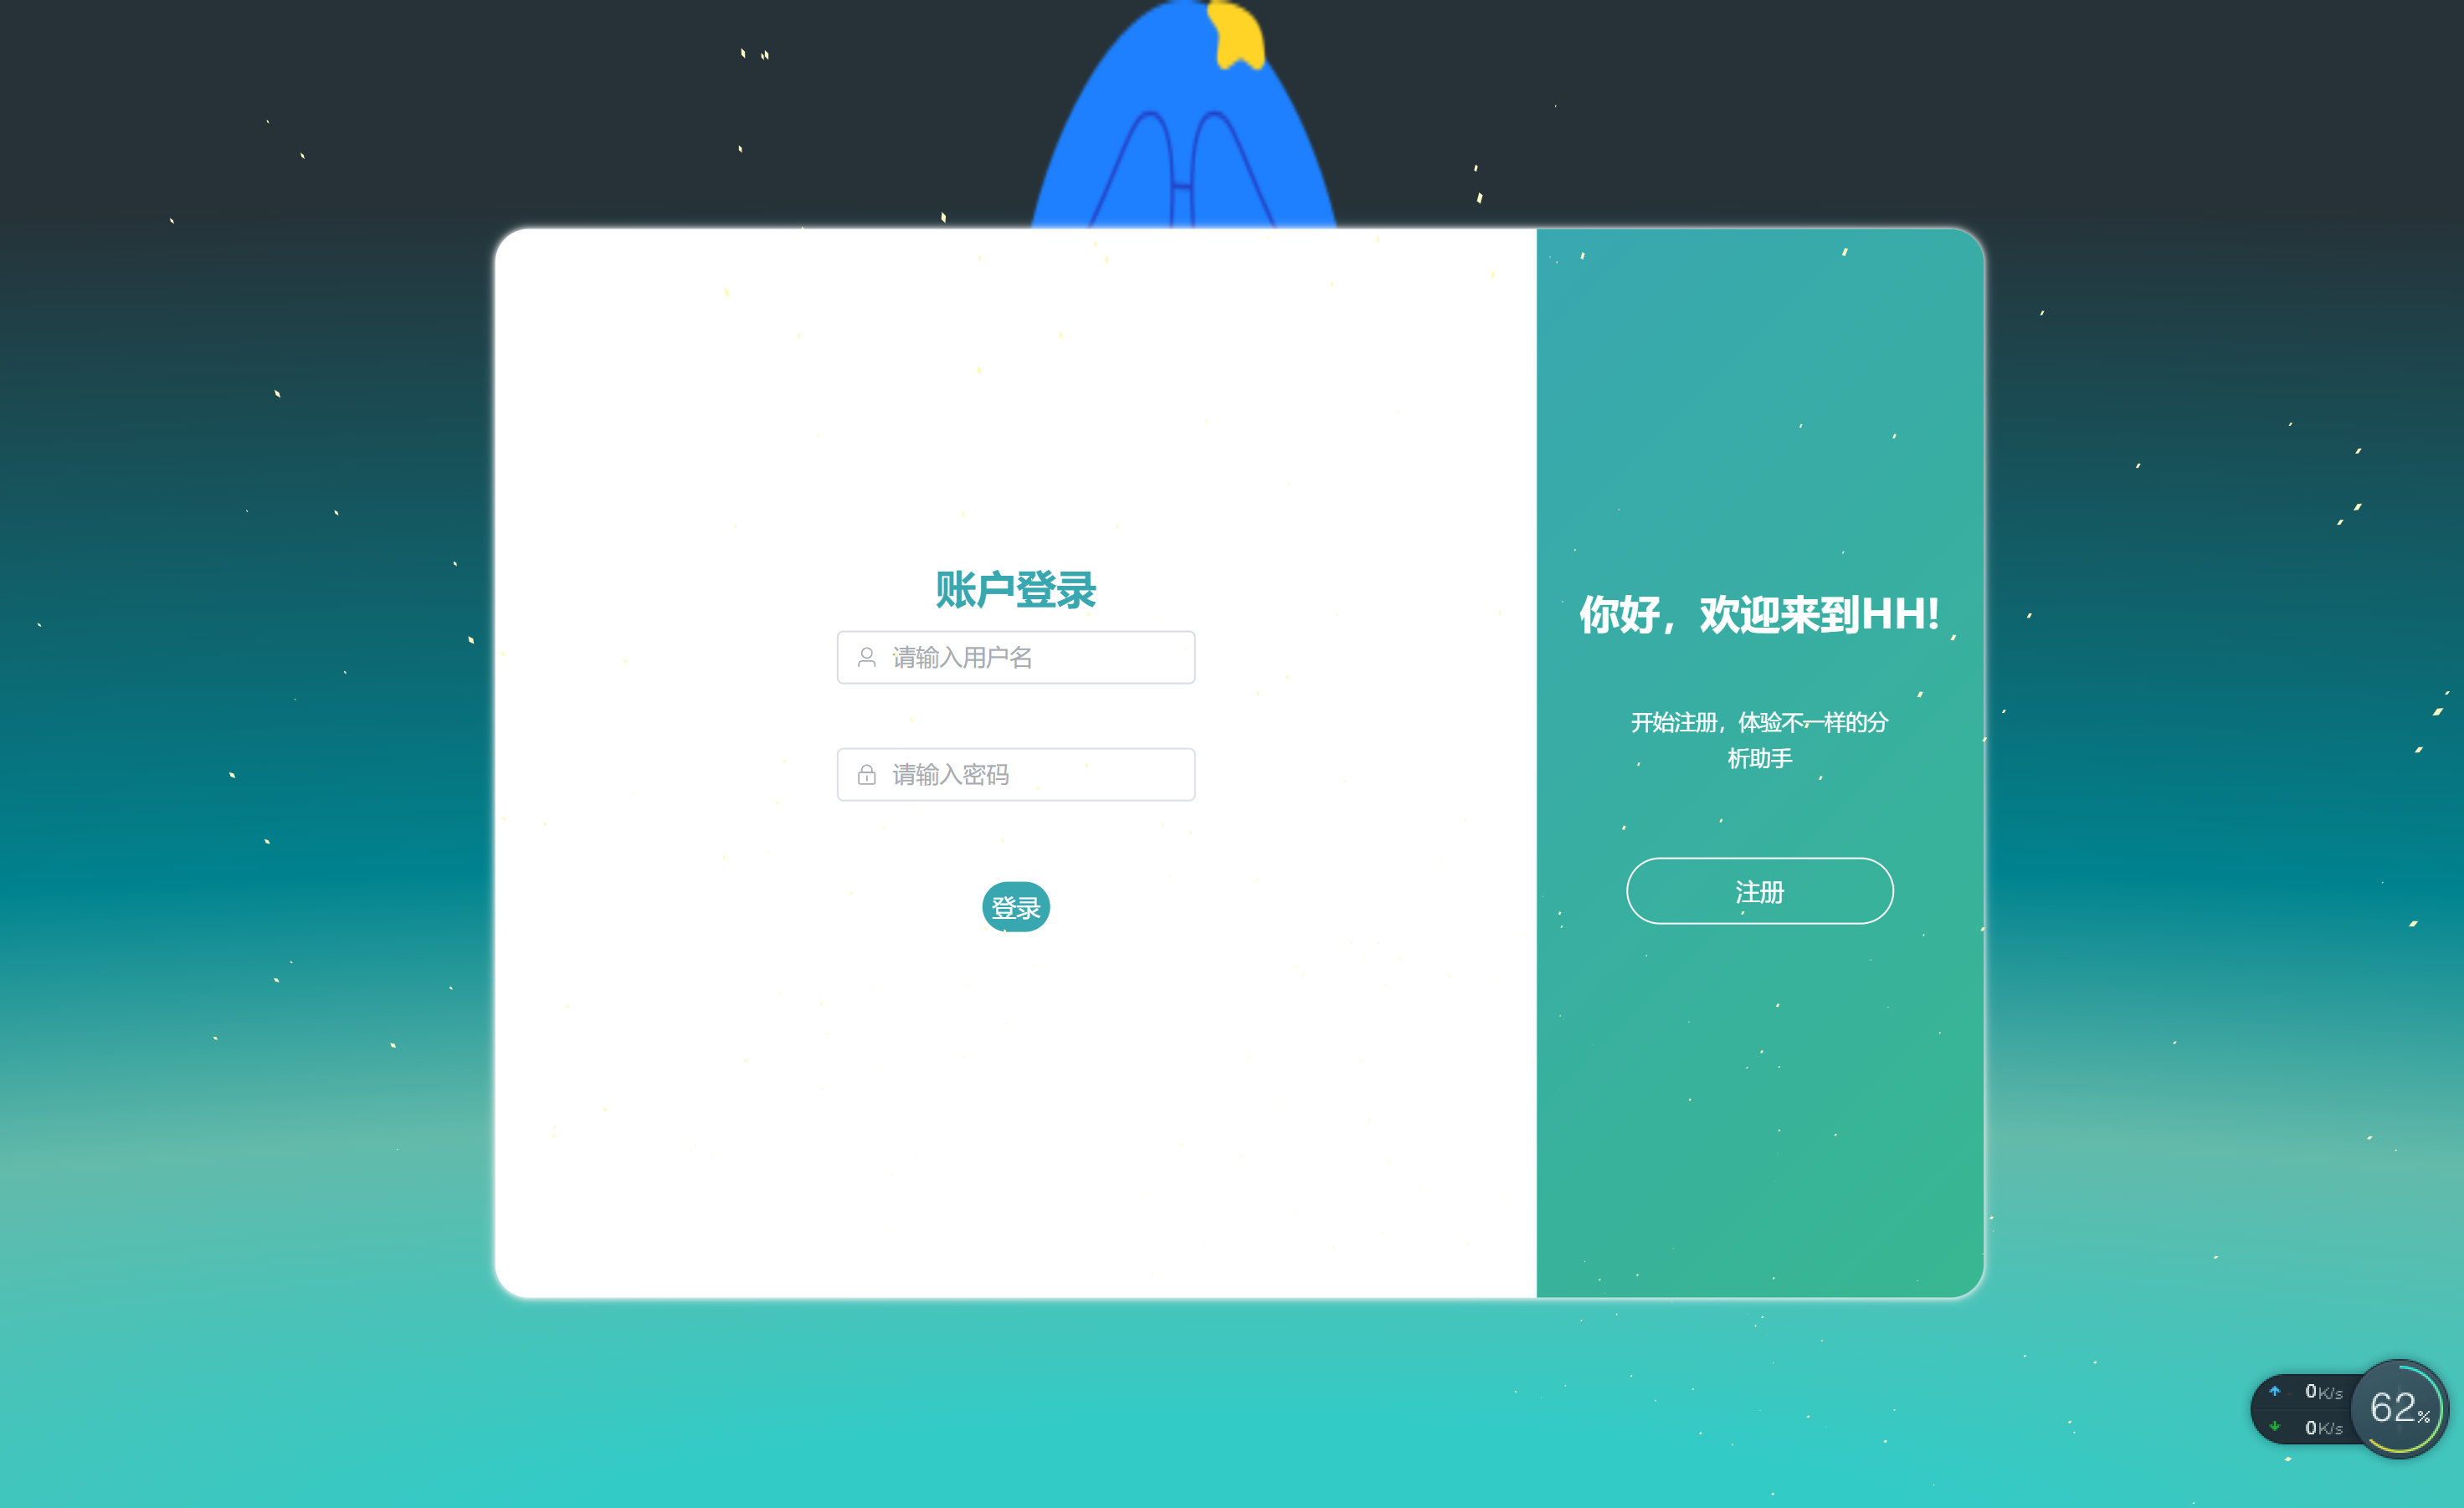 账户登录
请输入用户名
请输入密码
登录
你好，欢迎来到HH!
开始注册，体验不一样的分
析助手
注册
0K/s
0K/s
62%